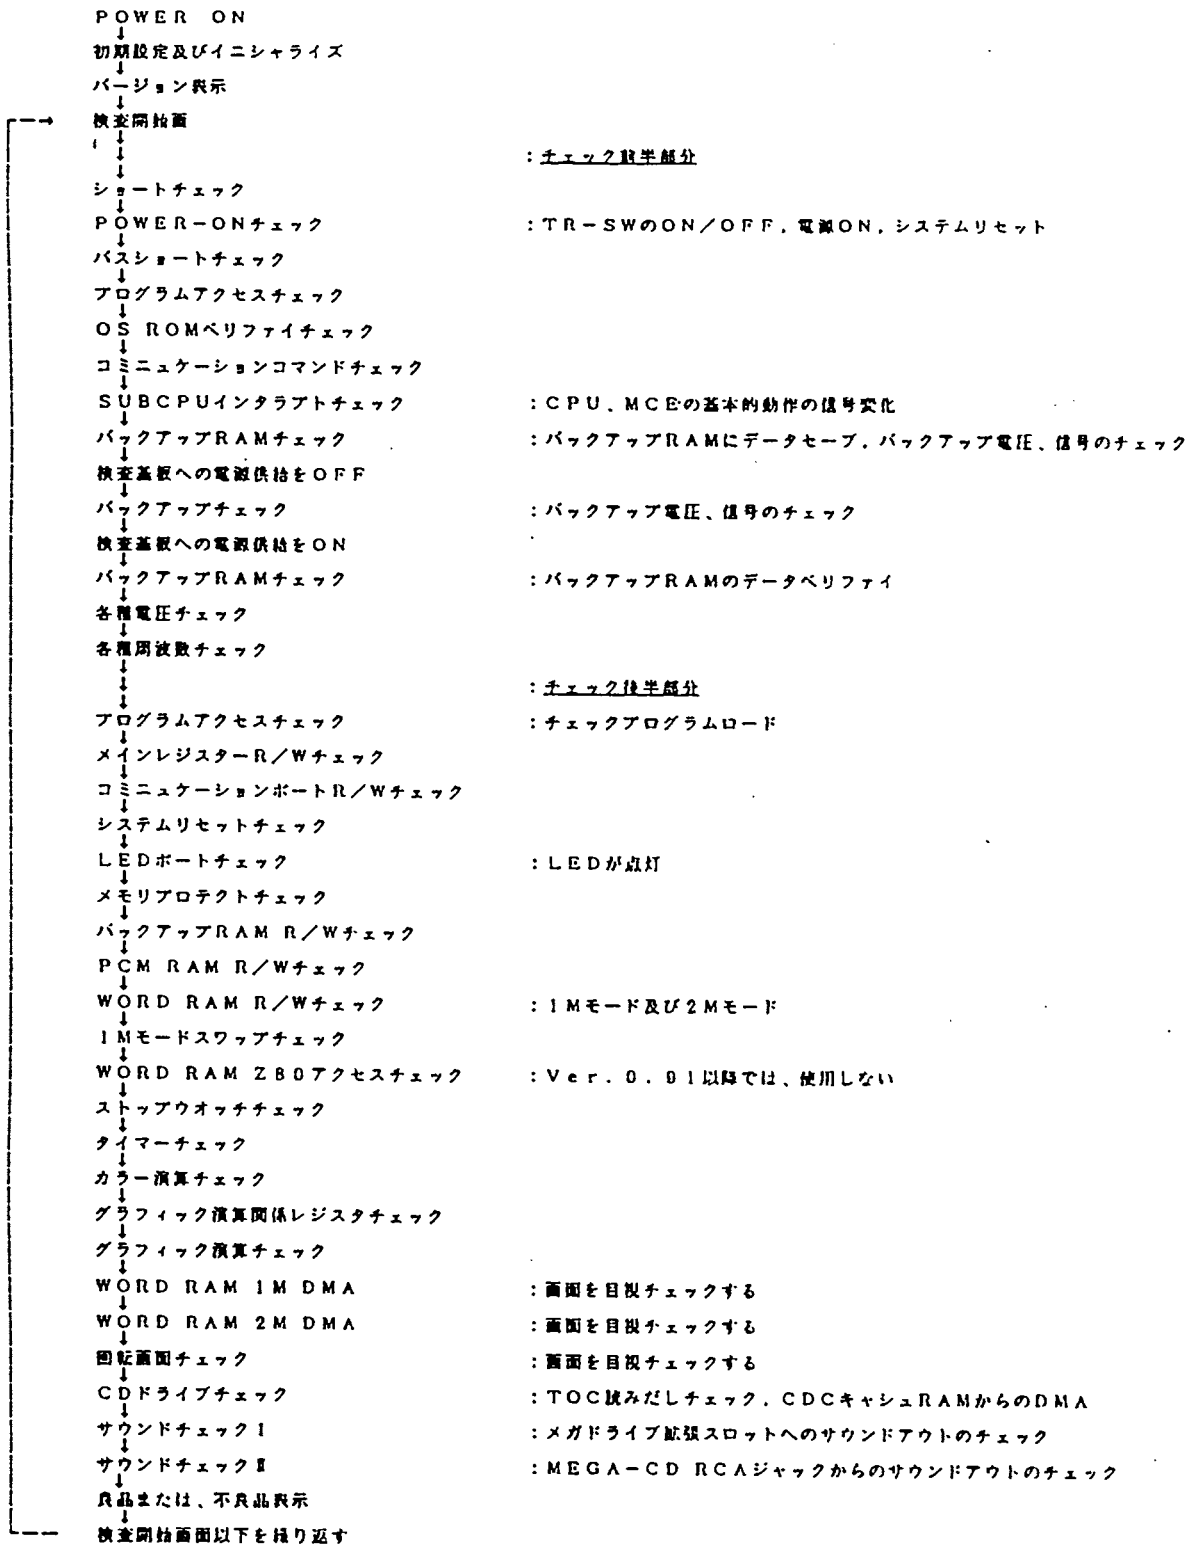 POWER ON
初期設定及びイニシャライズ
バージョン表示
検査開始画
:チェック前半部分
ショートチェック
POWER-ONチェック :TR-SWのON/OFF,電源ON,システムリセット
バスショートチェック
プログラムアクセスチェック
OS ROMベリファイチェック
コミニュケーションコマンドチェック
SUBCPUインタラプトチェック :CPU、MCEの基本的動作の信号変化
バックアップRAMチェック :バックアップRAMにデータセーブ,バックアップ電圧、信号のチェック
検査基板への電源供給をOFF
バックアップチェック :バックアップ電圧、信号のチェック
検査基板への電源供給をON
バックアップRAMチェック :バックアップRAMのデータベリファイ
各種電圧チェック
各種周波数チェック
:チェック後半部分
プログラムアクセスチェック :チェックプログラムロード
メインレジスターR/Wチェック
コミニュケーションポートR/Wチェック
システムリセットチェック
LEDポートチェック :LEDが点灯
メモリプロテクトチェック
バックアップRAM R/Wチェック
PCM RAM R/Wチェック
WORD RAM R/Wチェック :1Mモード及び2Mモード
1Mモードスワップチェック
WORD RAM Z80アクセスチェック :Ver.0.91以降では、使用しない
ストップウオッチチェック
タイマーチェック
カラー演算チェック
グラフィック演算関係レジスタチェック
グラフィック演算チェック
WORD RAM 1M DMA :画面を目視チェックする
WORD RAM 2M DMA :画面を目視チェックする
回転画面チェック :画面を目視チェックする
CDドライブチェック :TOC読みだしチェック,CDCキャシュRAMからのDMA
サウンドチェックI :メガドライブ拡張スロットへのサウンドアウトのチェック
サウンドチェックII :MEGA-CD RCAジャックからのサウンドアウトのチェック
良品または、不良品表示
検査開始画面以下を繰り返す